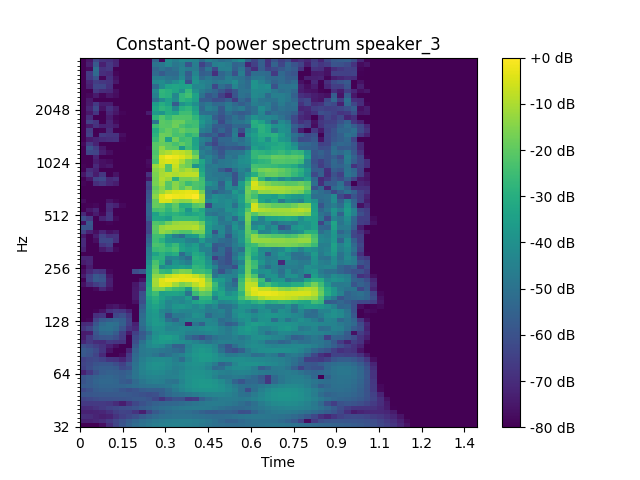 Constant-Q power spectrum speaker_3
Hz
2048
1024
512
256
128
64
32
0 0.15 0.3 0.45 0.6 0.75 0.9 1.1 1.2 1.4
Time
+0 dB
-10 dB
-20 dB
-30 dB
-40 dB
-50 dB
-60 dB
-70 dB
-80 dB